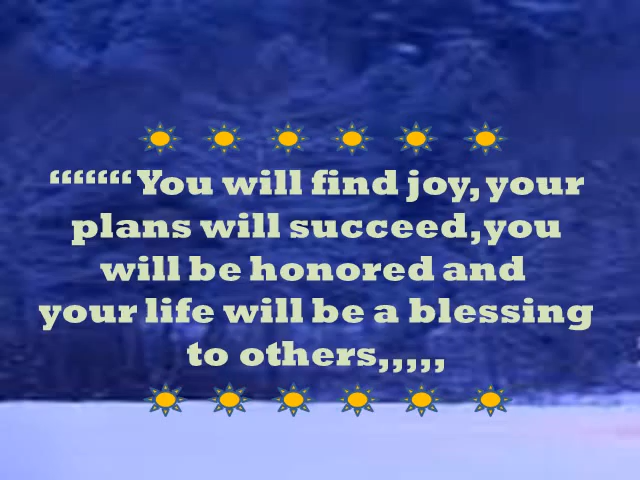 “““““““ You will find joy, your
plans will succeed,you
will be honored and
your life will be a blessing
to others,,,,,